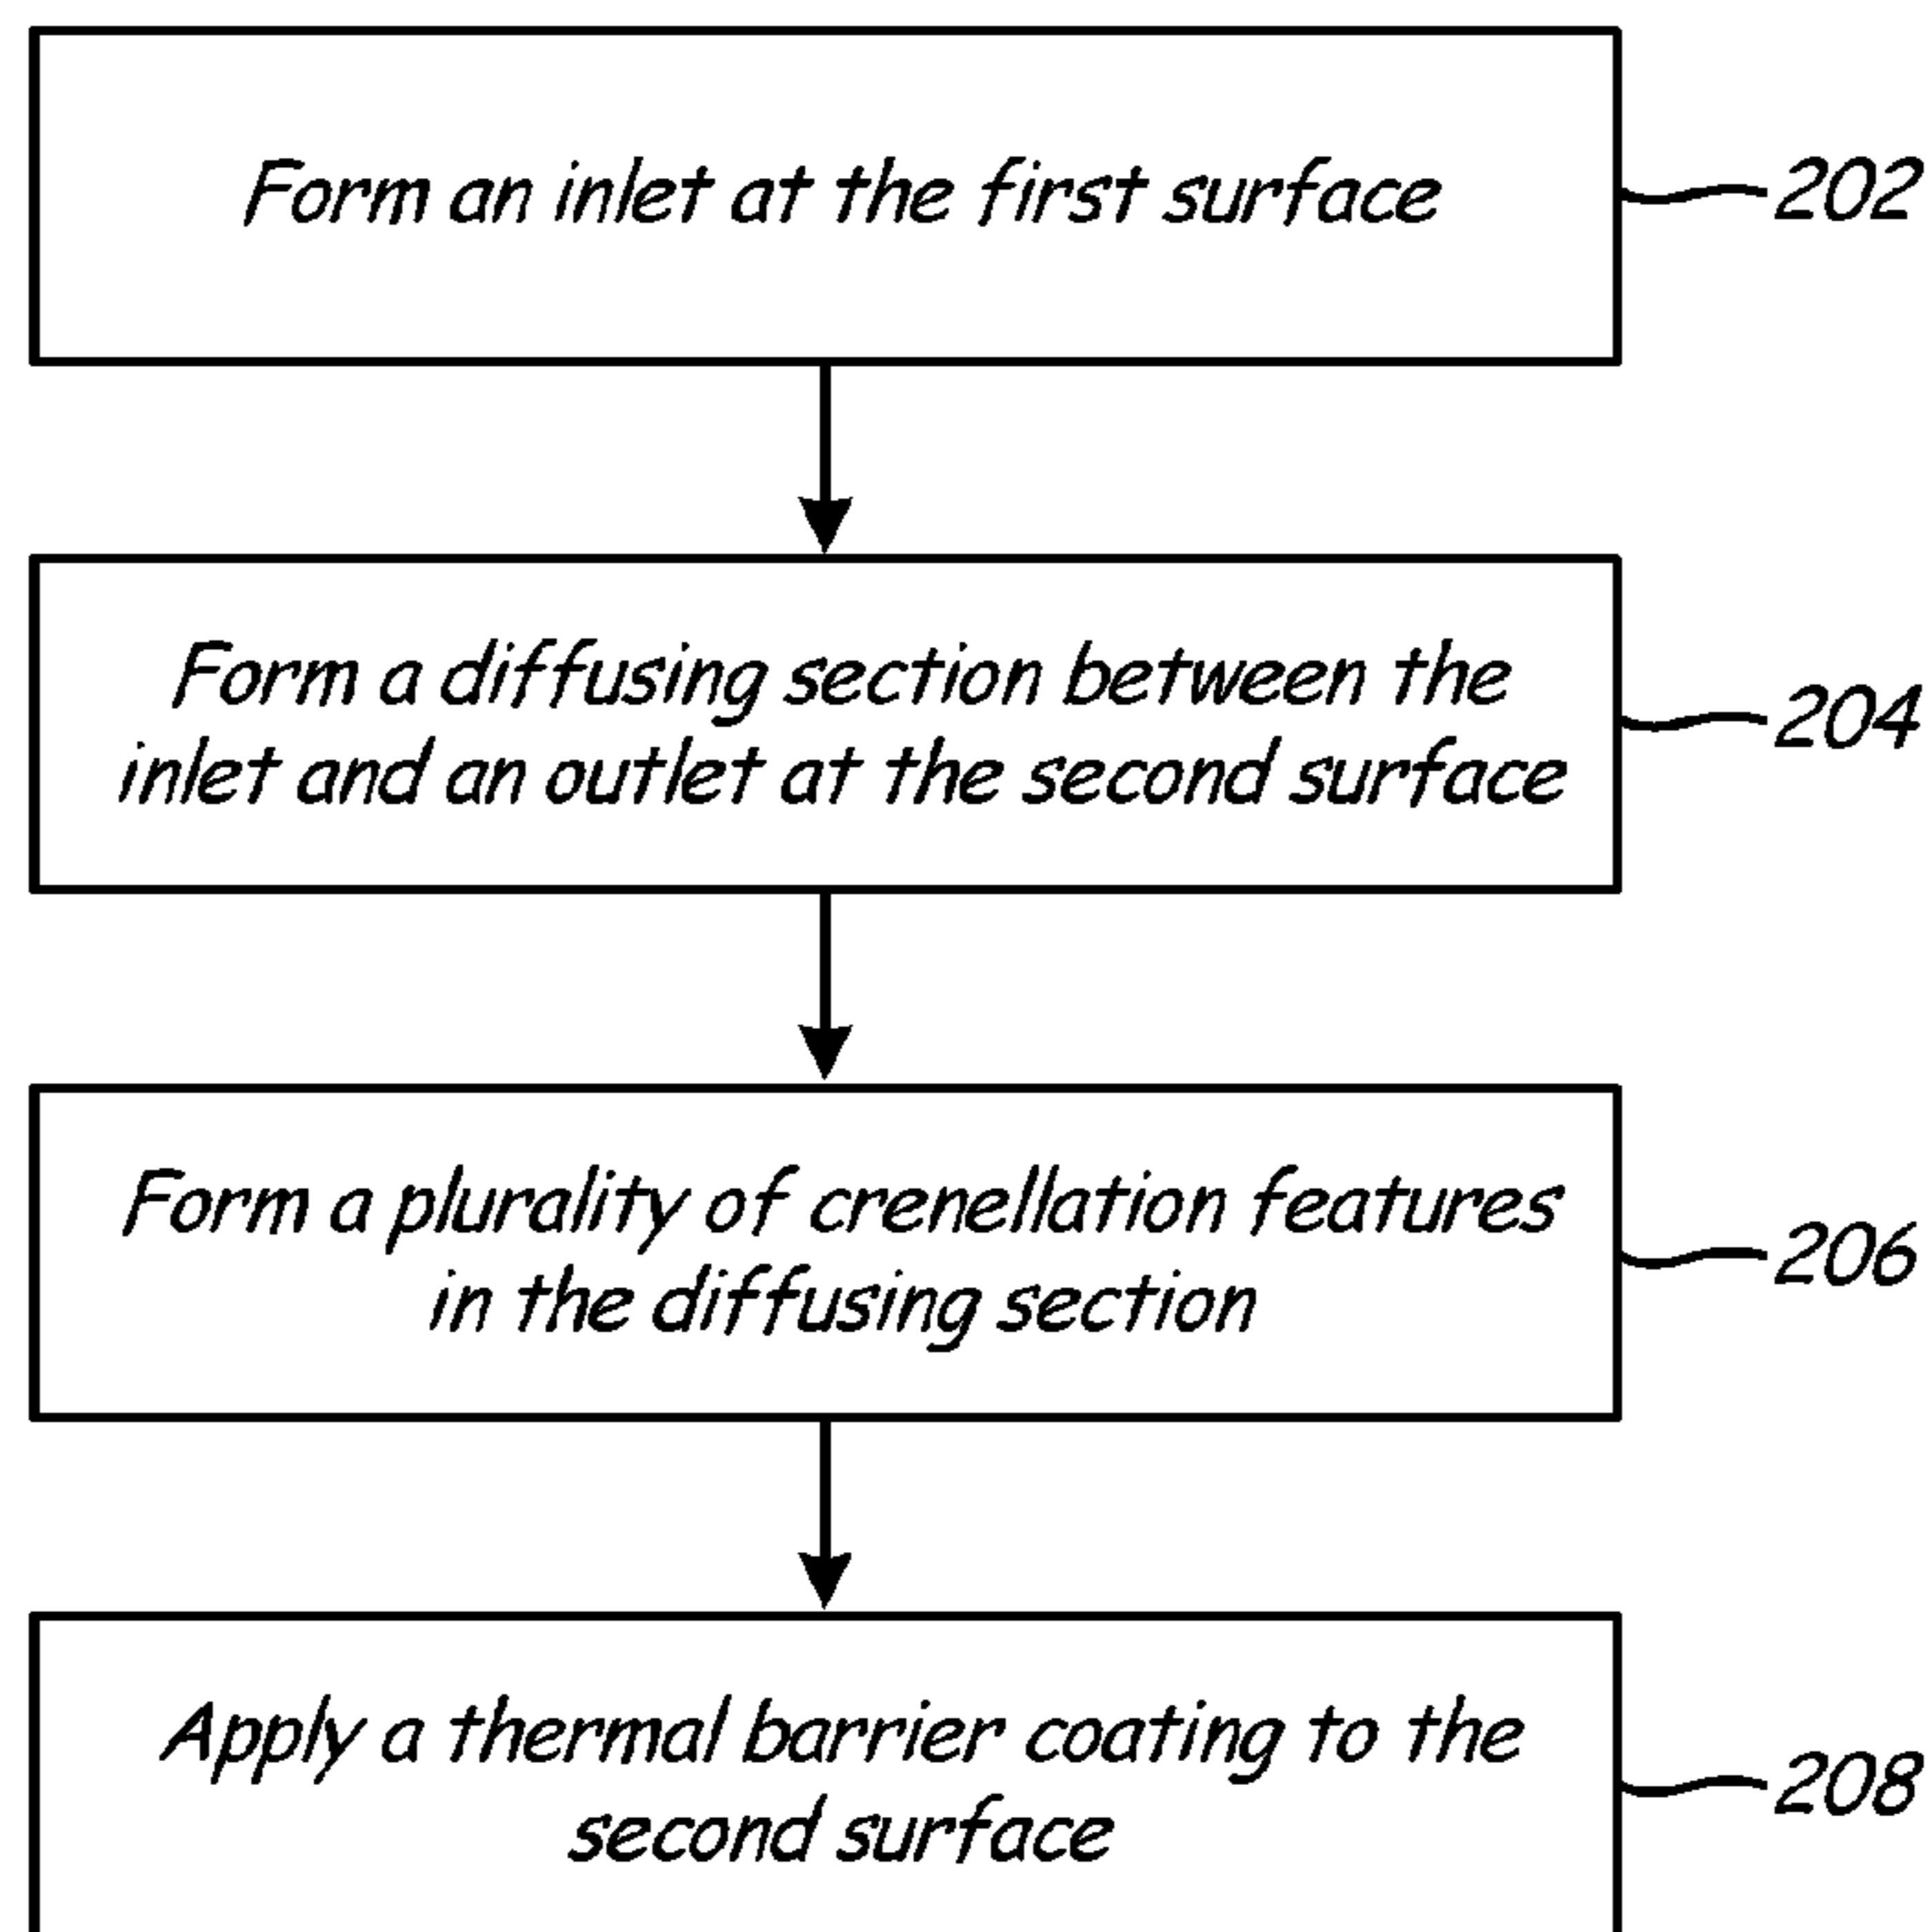 Form an inlet at the first surface
202
Form a diffusing section between the
inlet and an outlet at the second surface
204
Form a plurality of crenellation features
in the diffusing section
206
Apply a thermal barrier coating to the
second surface
208